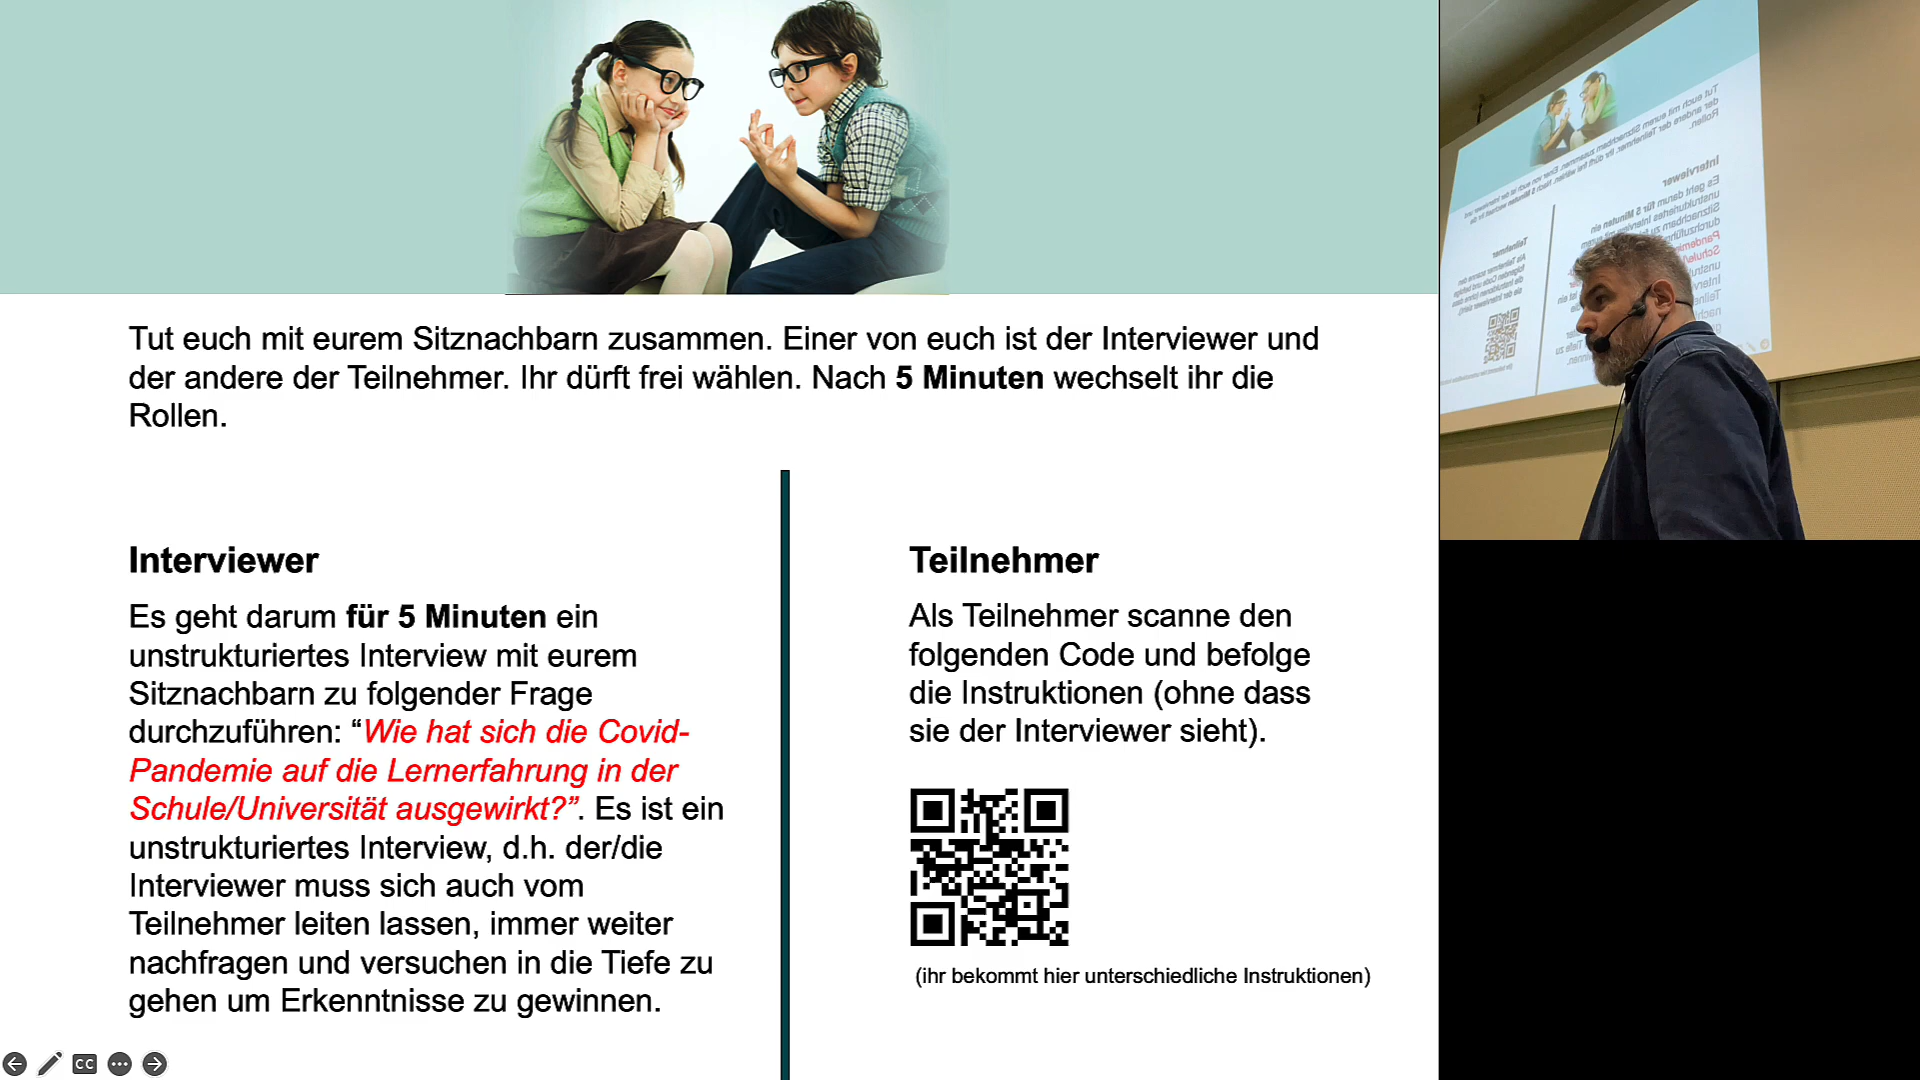 Tut euch mit eurem Sitznachbarn zusammen. Einer von euch ist der Interviewer und
der andere der Teilnehmer. Ihr dürft frei wählen. Nach 5 Minuten wechselt ihr die
Rollen.
Interviewer
Es geht darum für 5 Minuten ein
unstrukturiertes Interview mit eurem
Sitznachbarn zu folgender Frage
durchzuführen: “Wie hat sich die Covid-
Pandemie auf die Lernerfahrung in der
Schule/Universität ausgewirkt?”. Es ist ein
unstrukturiertes Interview, d.h. der/die
Interviewer muss sich auch vom
Teilnehmer leiten lassen, immer weiter
nachfragen und versuchen in die Tiefe zu
gehen um Erkenntnisse zu gewinnen.
Teilnehmer
Als Teilnehmer scanne den
folgenden Code und befolge
die Instruktionen (ohne dass
sie der Interviewer sieht).
(ihr bekommt hier unterschiedliche Instruktionen)
CC